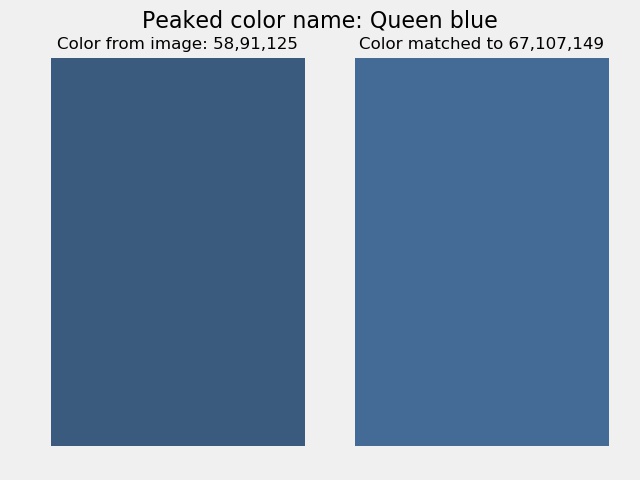 Peaked color name: Queen blue
Color from image: 58,91,125
Color matched to 67,107,149